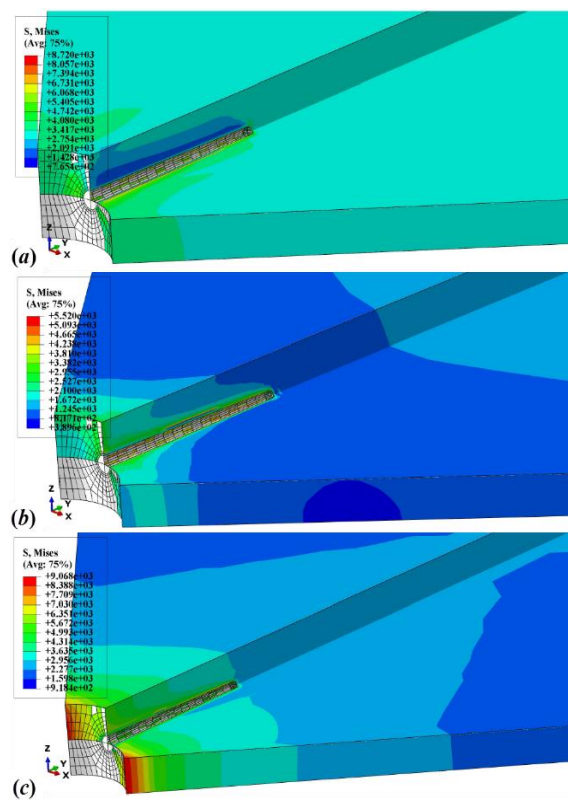 S, Mises
(Avg: 75%)
+8.720e+03
+8.057e+03
+7.394e+03
+6.731e+03
+6.068e+03
+5.405e+03
+4.742e+03
+4.080e+03
+3.417e+03
+2.754e+03
+2.091e+03
+1.428e+03
+7.654e+02
Z
Y
X
(a)
S, Mises
(Avg: 75%)
+5.520e+03
+5.093e+03
+4.665e+03
+4.238e+03
+3.810e+03
+3.382e+03
+2.955e+03
+2.527e+03
+2.100e+03
+1.672e+03
+1.245e+03
+8.171e+02
+3.896e+02
Z
Y
X
(b)
S, Mises
(Avg: 75%)
+9.068e+03
+8.388e+03
+7.709e+03
+7.030e+03
+6.351e+03
+5.672e+03
+4.993e+03
+4.314e+03
+3.635e+03
+2.956e+03
+2.277e+03
+1.598e+03
+9.184e+02
Z
Y
X
(c)